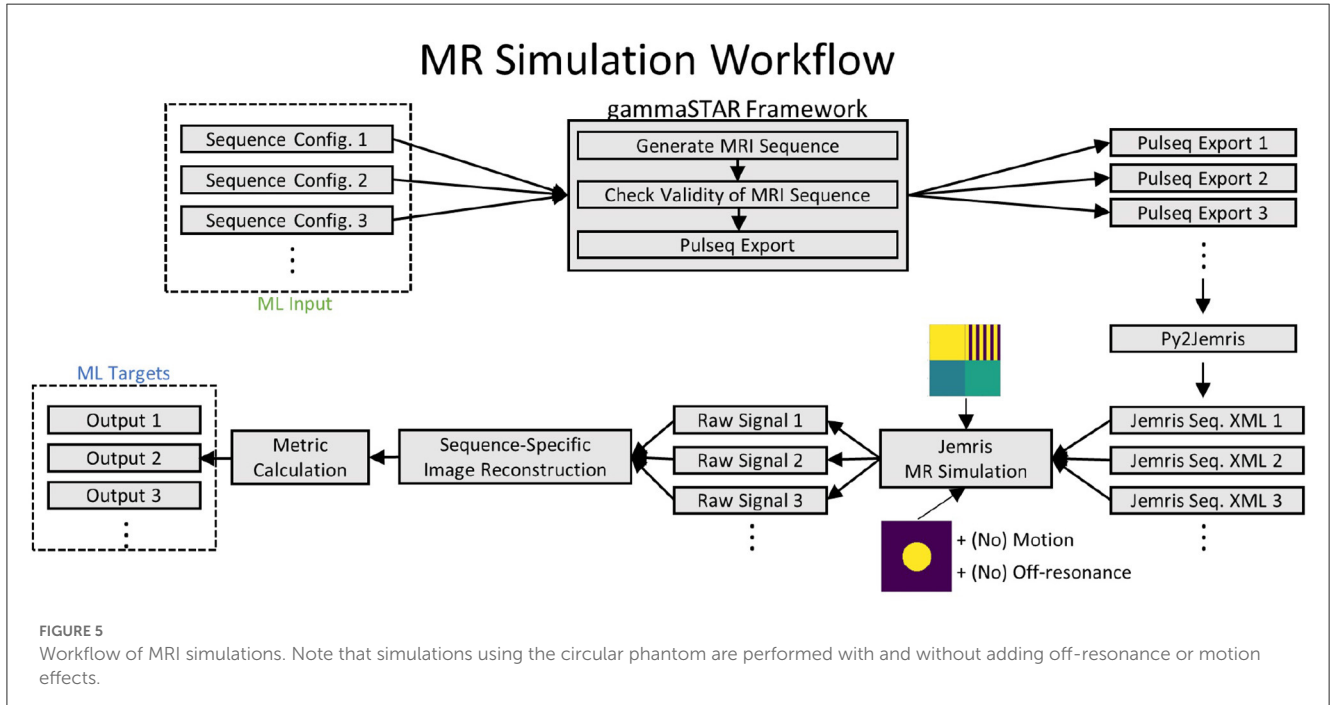 MR Simulation Workflow
gammaSTAR Framework
Sequence Config. 1
Sequence Config. 2
Sequence Config. 3
ML Input
Generate MRI Sequence
Check Validity of MRI Sequence
Pulseq Export
Pulseq Export 1
Pulseq Export 2
Pulseq Export 3
Py2Jemris
Jemris Seq. XML 1
Jemris Seq. XML 2
Jemris Seq. XML 3
Jemris
MR Simulation
+ (No) Motion
+ (No) Off-resonance
Raw Signal 1
Raw Signal 2
Raw Signal 3
Sequence-Specific
Image Reconstruction
Metric
Calculation
ML Targets
Output 1
Output 2
Output 3
FIGURE 5
Workflow of MRI simulations. Note that simulations using the circular phantom are performed with and without adding off-resonance or motion
effects.